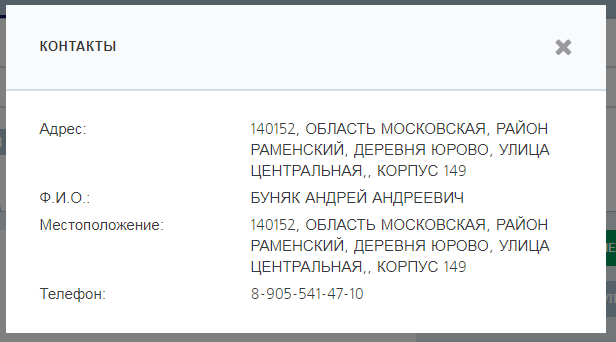 КОНТАКТЫ
Адрес:
140152, ОБЛАСТЬ МОСКОВСКАЯ, РАЙОН
РАМЕНСКИЙ, ДЕРЕВНЯ ЮРОВО, УЛИЦА
ЦЕНТРАЛЬНАЯ,, КОРПУС 149
Ф.И.О.:
БУНЯК АНДРЕЙ АНДРЕЕВИЧ
Местоположение:
140152, ОБЛАСТЬ МОСКОВСКАЯ, РАЙОН
РАМЕНСКИЙ, ДЕРЕВНЯ ЮРОВО, УЛИЦА
ЦЕНТРАЛЬНАЯ,, КОРПУС 149
Телефон:
8-905-541-47-10